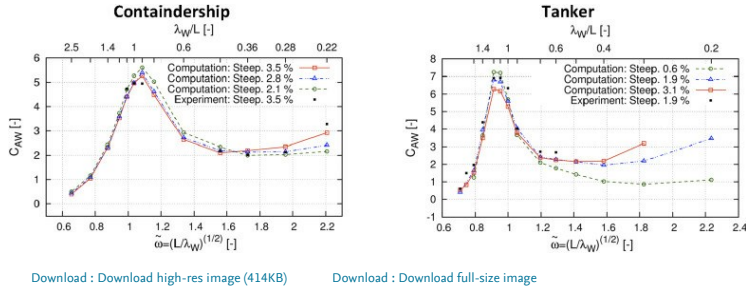 Containdership
λW/L [-]
2.5 1.4 1 0.6 0.36 0.28 0.22
Computation: Steep. 3.5 %
Computation: Steep. 2.8 %
Computation: Steep. 2.1 %
Experiment: Steep. 3.5 %
CAW [-]
6
5
4
3
2
1
0
0.6 0.8 1 1.2 1.4 1.6 1.8 2 2.2
ω̃=(L/λW)(1/2) [-]
Tanker
λW/L [-]
1.4 1 0.6 0.4 0.2
Computation: Steep. 0.6 %
Computation: Steep. 1.9 %
Computation: Steep. 3.1 %
Experiment: Steep. 1.9 %
CAW [-]
8
7
6
5
4
3
2
1
0
-1
0.6 0.8 1 1.2 1.4 1.6 1.8 2 2.2 2.4
ω̃=(L/λW)(1/2) [-]
Download : Download high-res image (414KB)
Download : Download full-size image